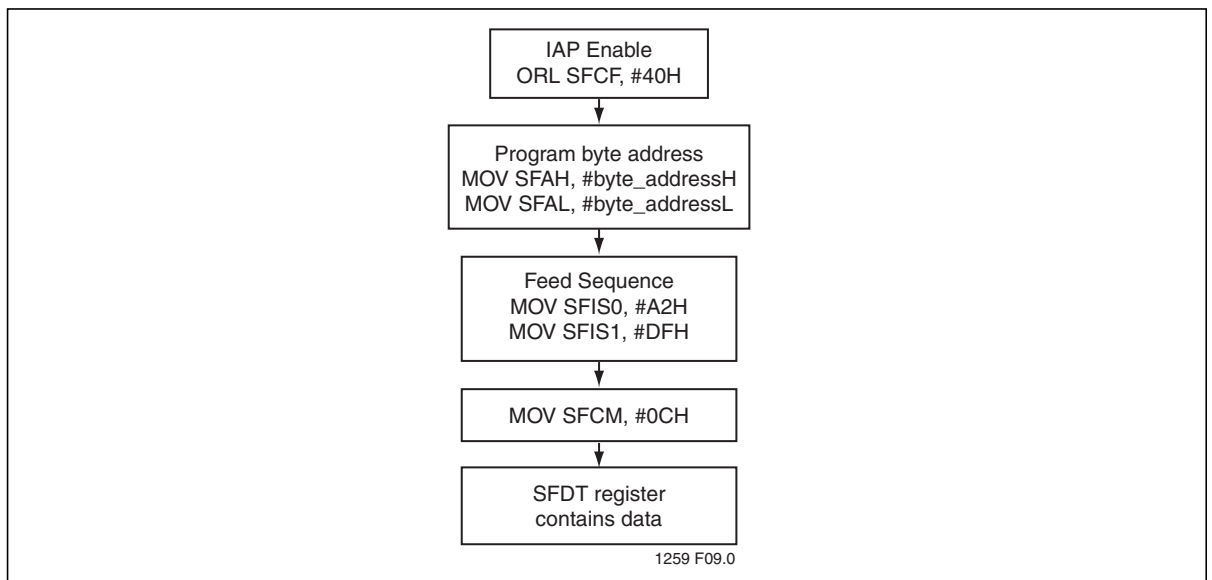 IAP Enable
ORL SFCF, #40H
Program byte address
MOV SFAH, #byte_addressH
MOV SFAL, #byte_addressL
Feed Sequence
MOV SFIS0, #A2H
MOV SFIS1, #DFH
MOV SFCM, #0CH
SFDT register
contains data
1259 F09.0